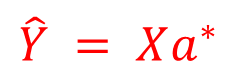 Ŷ = Xa*